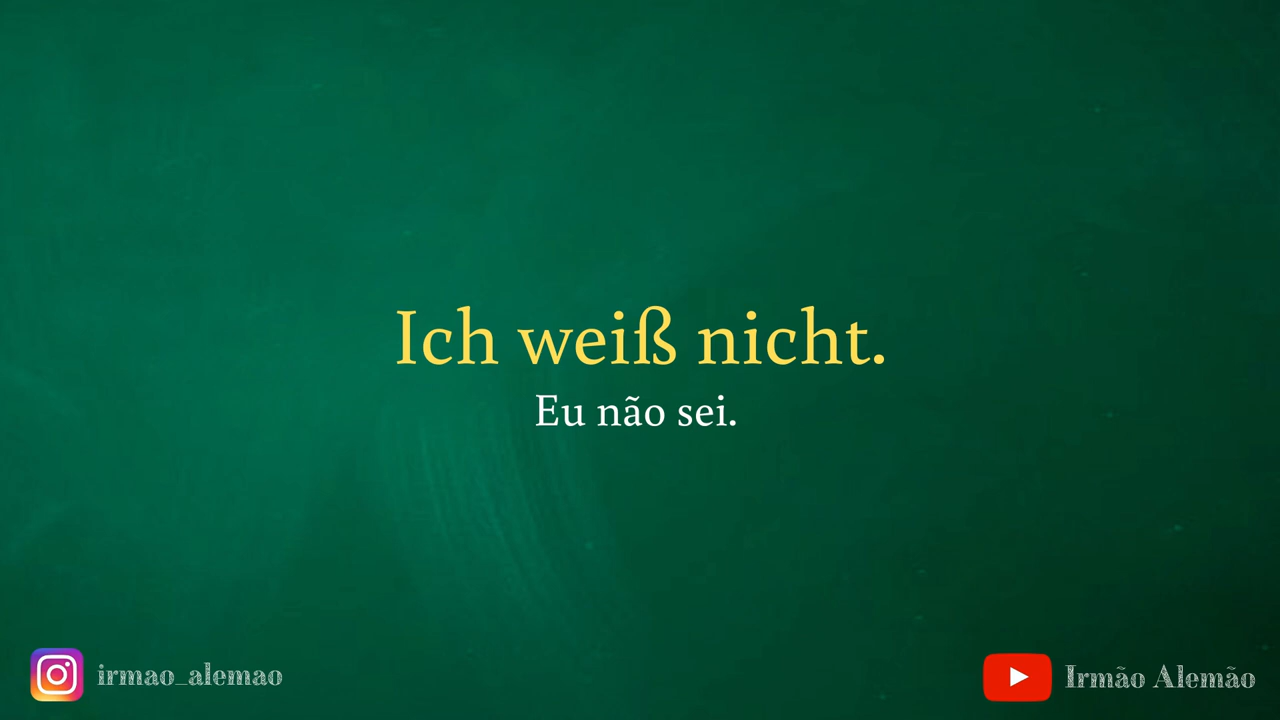 Ich weiß nicht.
Eu não sei.
irmao_alemao
Irmão Alemão